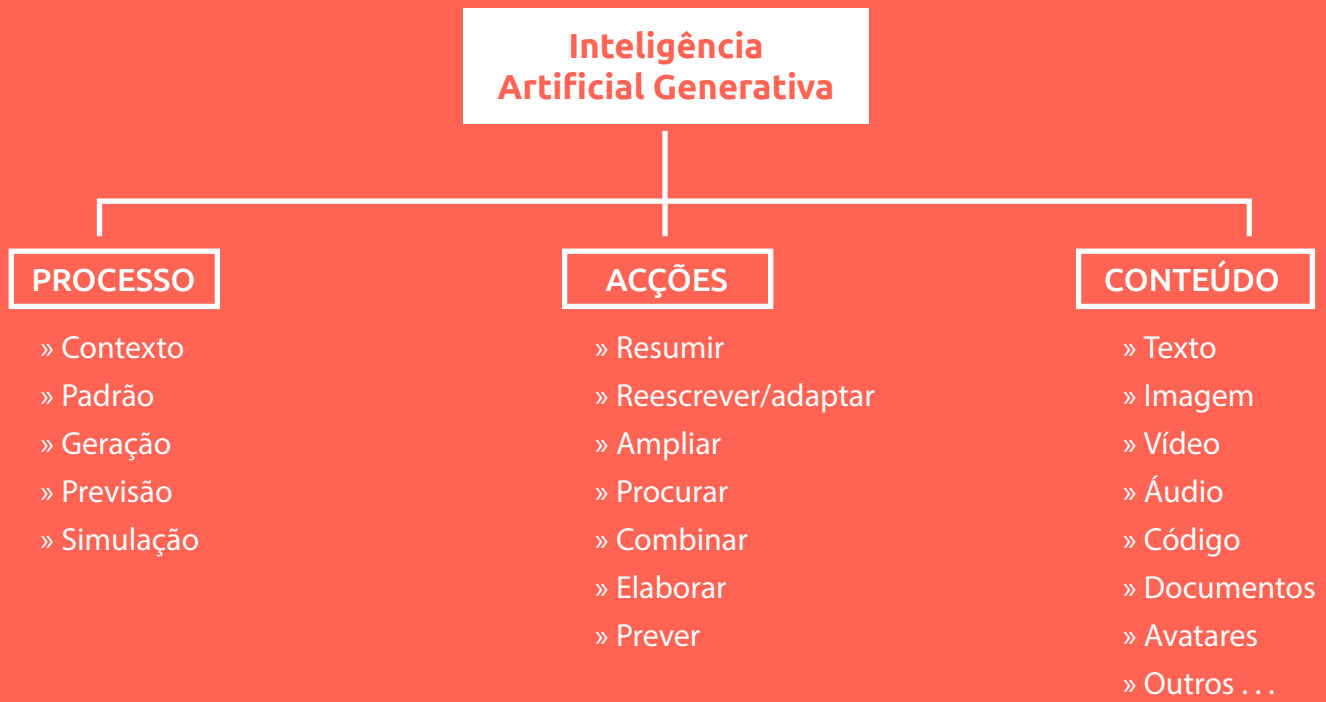 Inteligência
Artificial Generativa
PROCESSO
» Contexto
» Padrão
» Geração
» Previsão
» Simulação
ACÇÕES
» Resumir
» Reescrever/adaptar
» Ampliar
» Procurar
» Combinar
» Elaborar
» Prever
CONTEÚDO
» Texto
» Imagem
» Vídeo
» Áudio
» Código
» Documentos
» Avatares
» Outros . . .